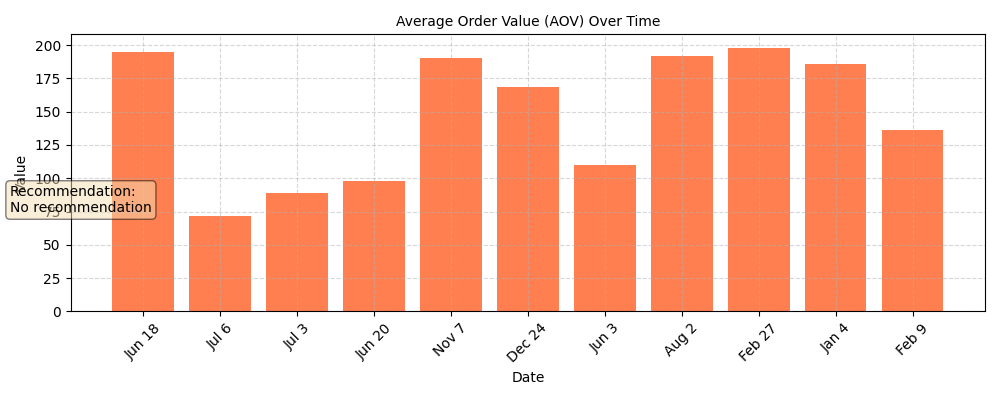 Average Order Value (AOV) Over Time
200
175
150
125
100
75
50
25
0
Value
Recommendation:
No recommendation
Jun 18
Jul 6
Jul 3
Jun 20
Nov 7
Dec 24
Jun 3
Aug 2
Feb 27
Jan 4
Feb 9
Date